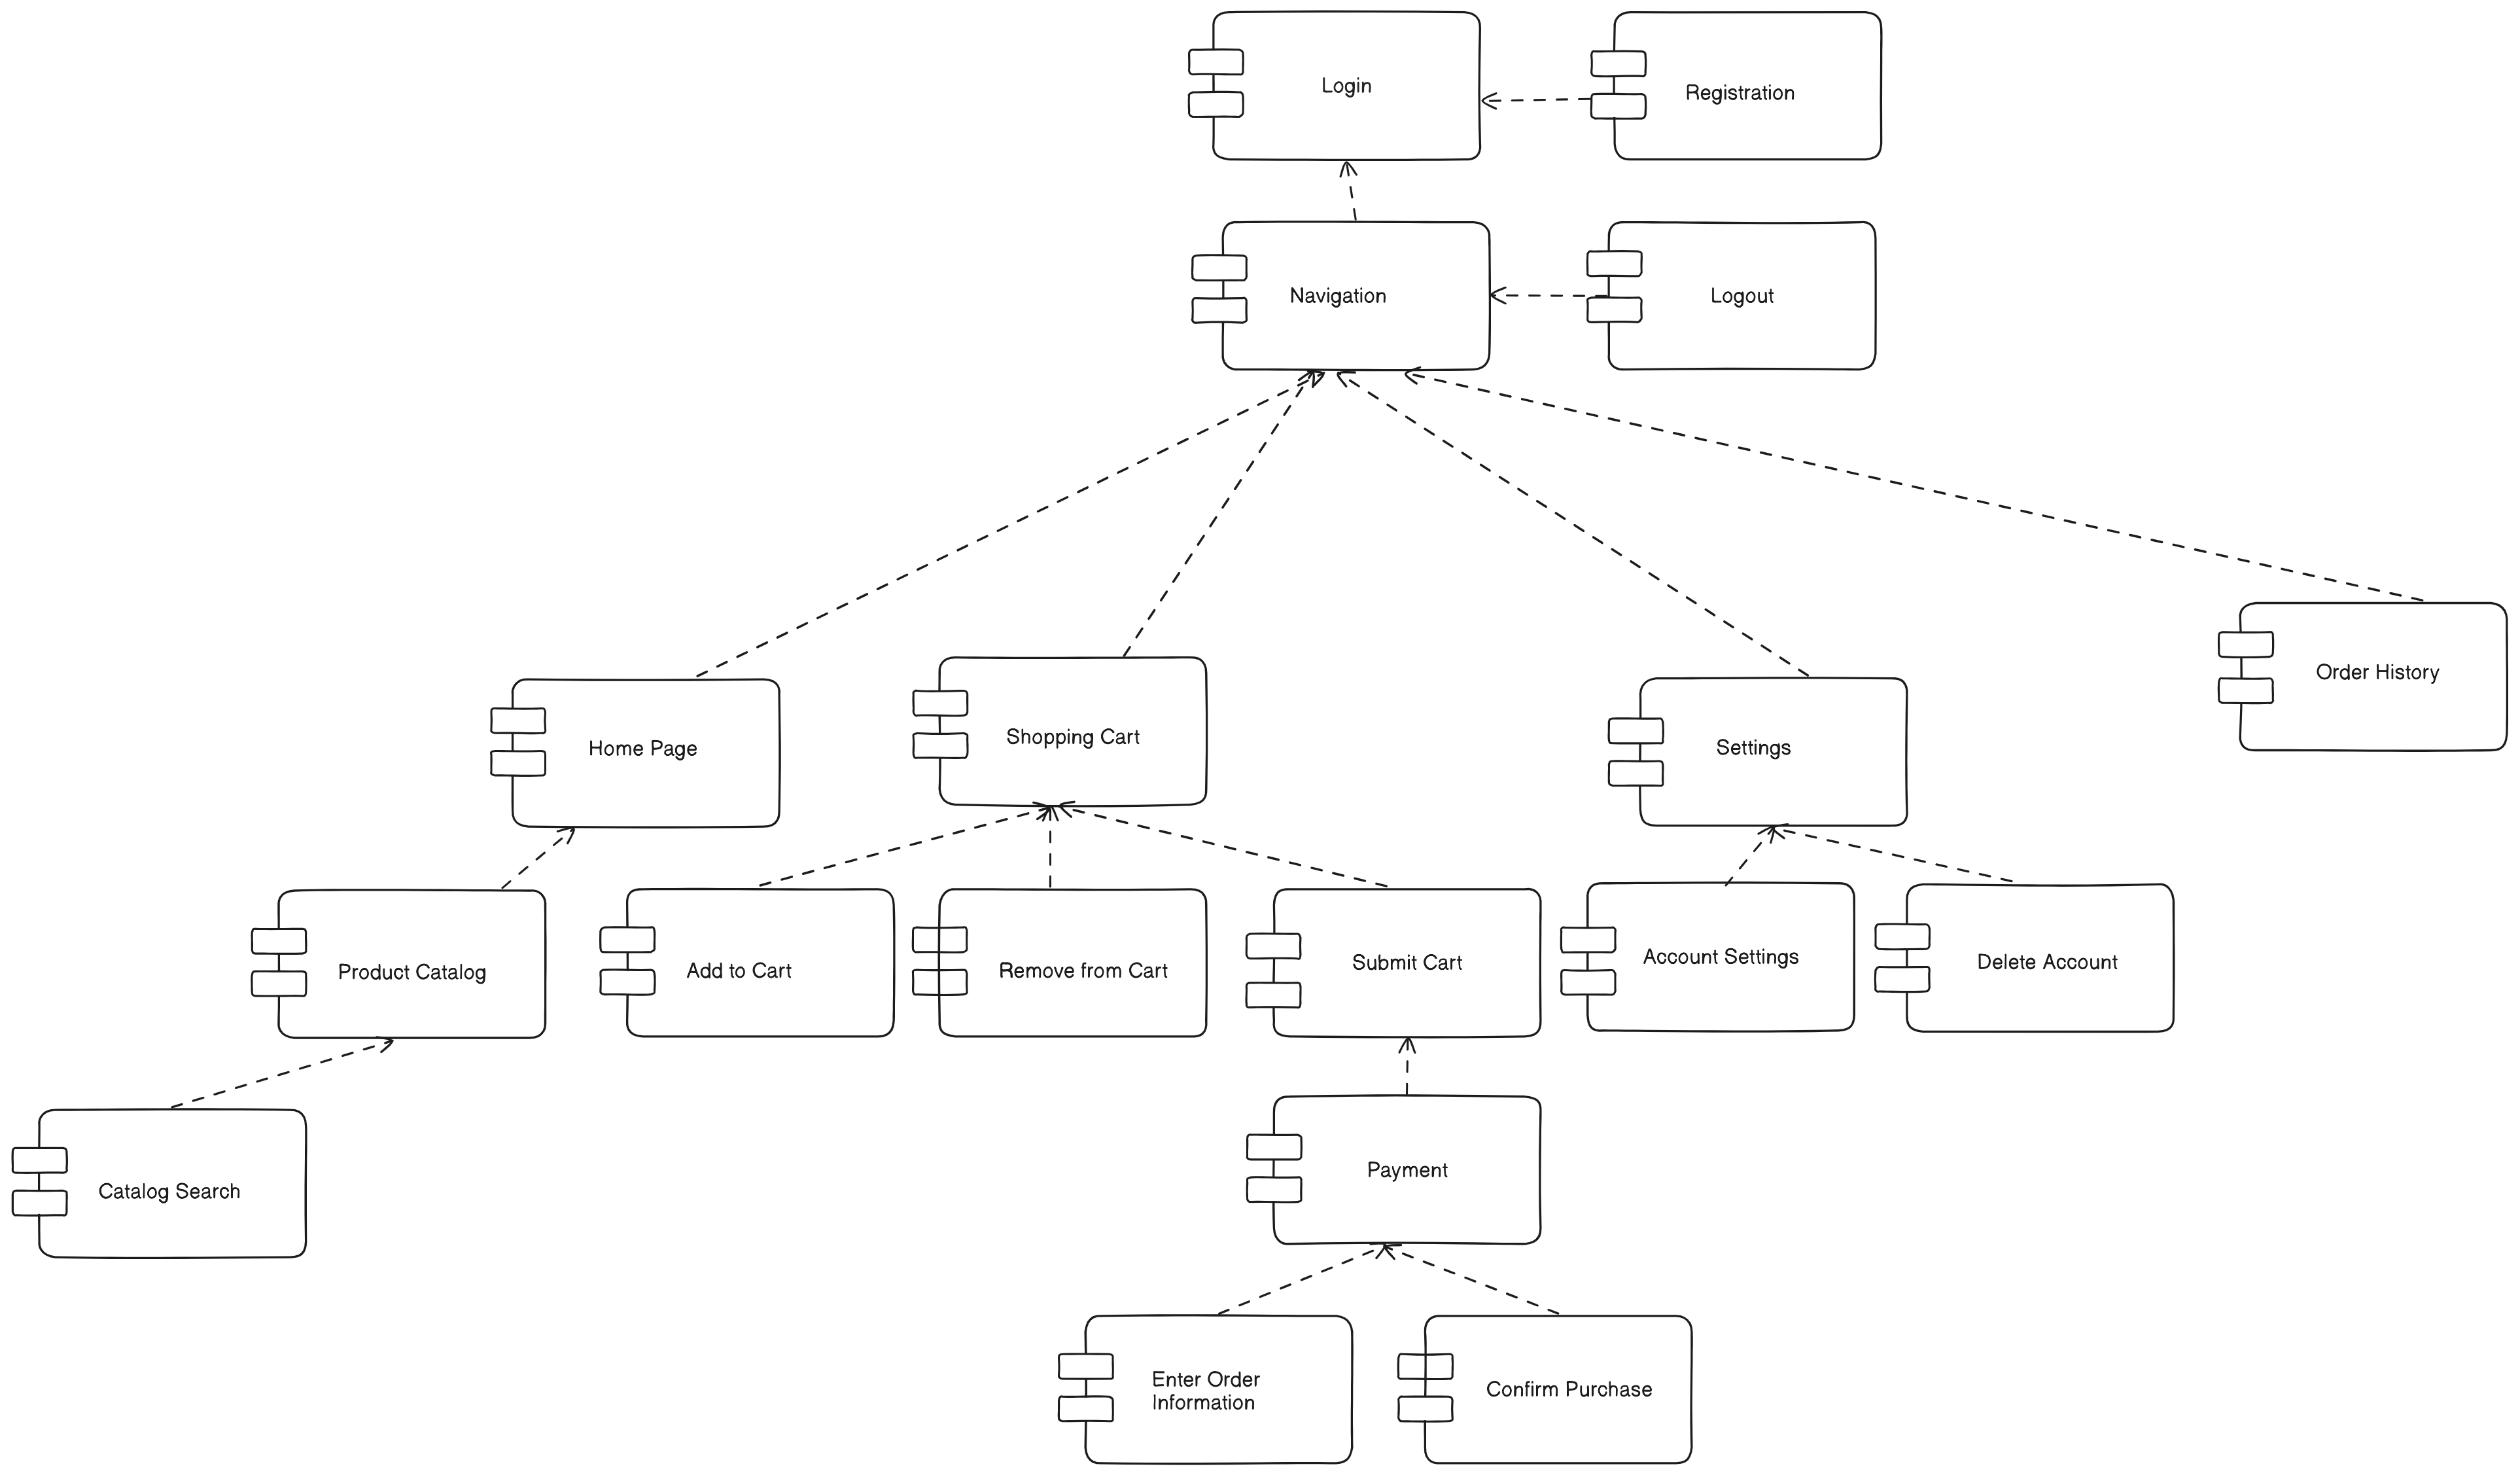 Login
Registration
Navigation
Logout
Order History
Home Page
Shopping Cart
Settings
Product Catalog
Add to Cart
Remove from Cart
Submit Cart
Account Settings
Delete Account
Catalog Search
Payment
Enter Order
Information
Confirm Purchase